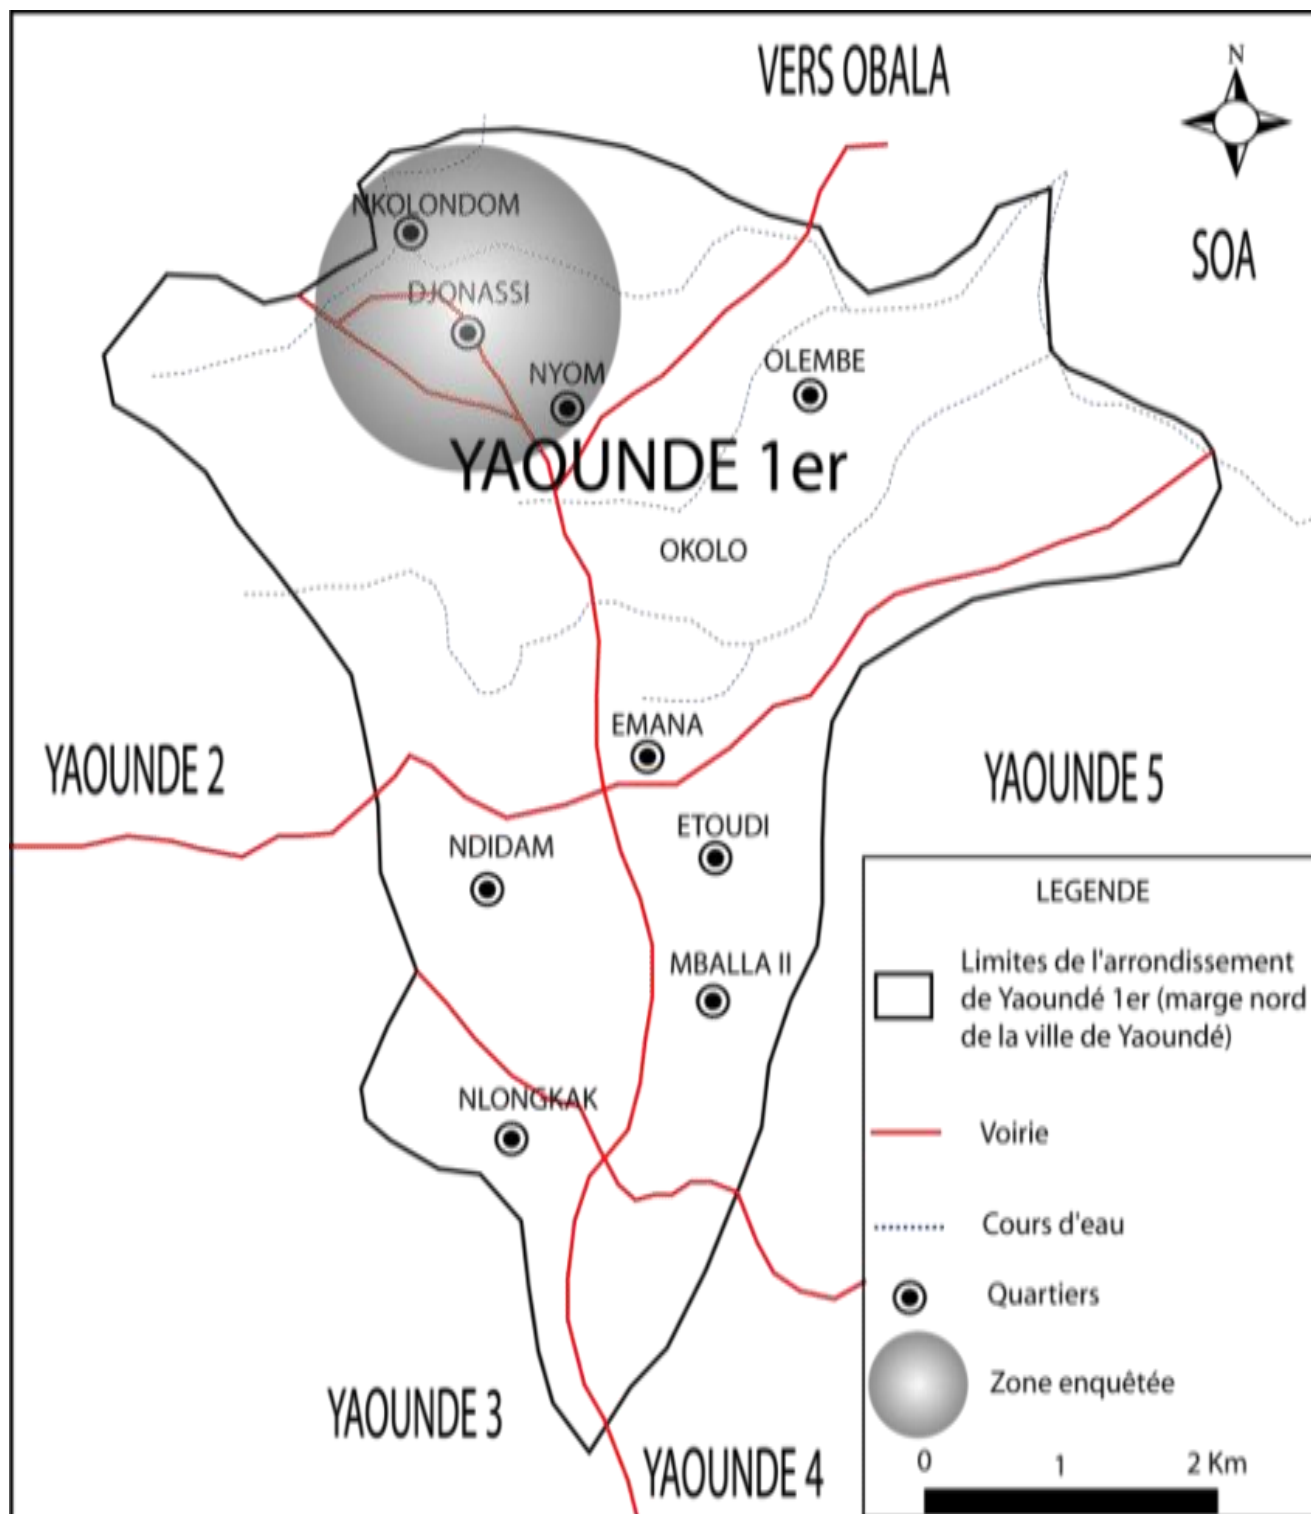 VERS OBALA
N
NKOLONDOM
SOA
DJONASSI
OLEMBE
NYOM
YAOUNDE 1er
OKOLO
EMANA
YAOUNDE 2
YAOUNDE 5
ETOUDI
NDIDAM
MBALLA II
NLONGKAK
YAOUNDE 3
YAOUNDE 4
LEGENDE
Limites de l'arrondissement
de Yaoundé 1er (marge nord
de la ville de Yaoundé)
Voirie
Cours d'eau
Quartiers
Zone enquêtée
0 1 2 Km